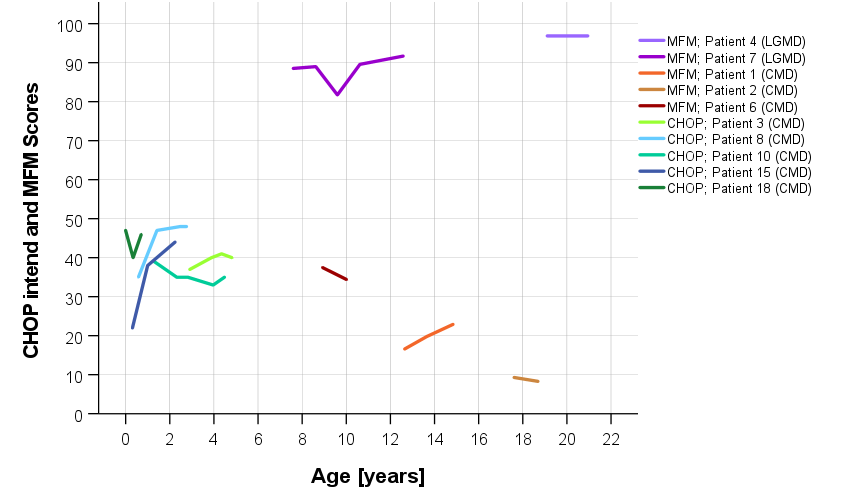 100
90
80
70
60
50
40
30
20
10
0
CHOP intend and MFM Scores
0 2 4 6 8 10 12 14 16 18 20 22
Age [years]
MFM; Patient 4 (LGMD)
MFM; Patient 7 (LGMD)
MFM; Patient 1 (CMD)
MFM; Patient 2 (CMD)
MFM; Patient 6 (CMD)
CHOP; Patient 3 (CMD)
CHOP; Patient 8 (CMD)
CHOP; Patient 10 (CMD)
CHOP; Patient 15 (CMD)
CHOP; Patient 18 (CMD)